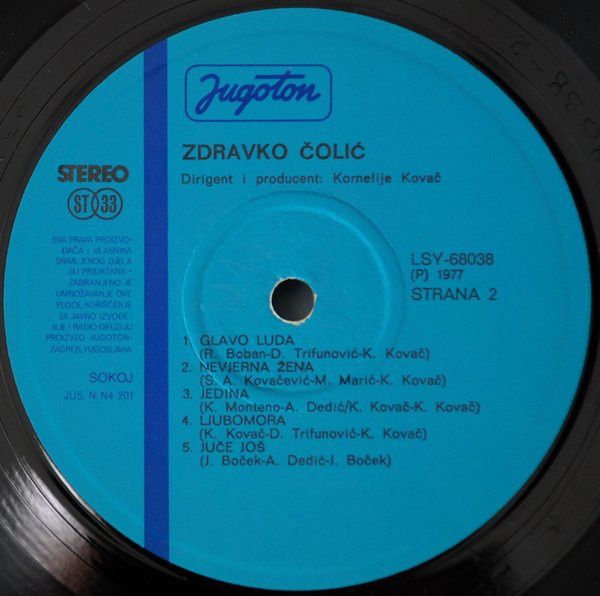 Jugoton
ZDRAVKO ČOLIĆ
Dirigent i producent: Kornelije Kovač
STEREO
ST 33
SVA PRAVA PROIZVO-
ĐAČA I VLASNIKA
SNIMLJENOG DJELA
SU PRIDRŽANA -
ZABRANJENO JE
UMNOŽAVANJE OVE
PLOČE, KORIŠĆENJE
ZA JAVNO IZVOĐE-
NJE I RADIO-DIFUZIJU
PROIZVEO JUGOTON-
ZAGREB, YUGOSLAVIA
SOKOJ
JUS. N. N4 201
LSY-68038
(P) 1977
STRANA 2
1. GLAVO LUDA
(R. Boban-D. Trifunović-K. Kovač)
2. NEVJERNA ŽENA
(S. A. Kovačević-M. Marić-K. Kovač)
3. JEDINA
(K. Monteno-A. Dedić/K. Kovač-K. Kovač)
4. LJUBOMORA
(K. Kovač-D. Trifunović-K. Kovač)
5. JUČE JOŠ
(J. Boček-A. Dedić-J. Boček)